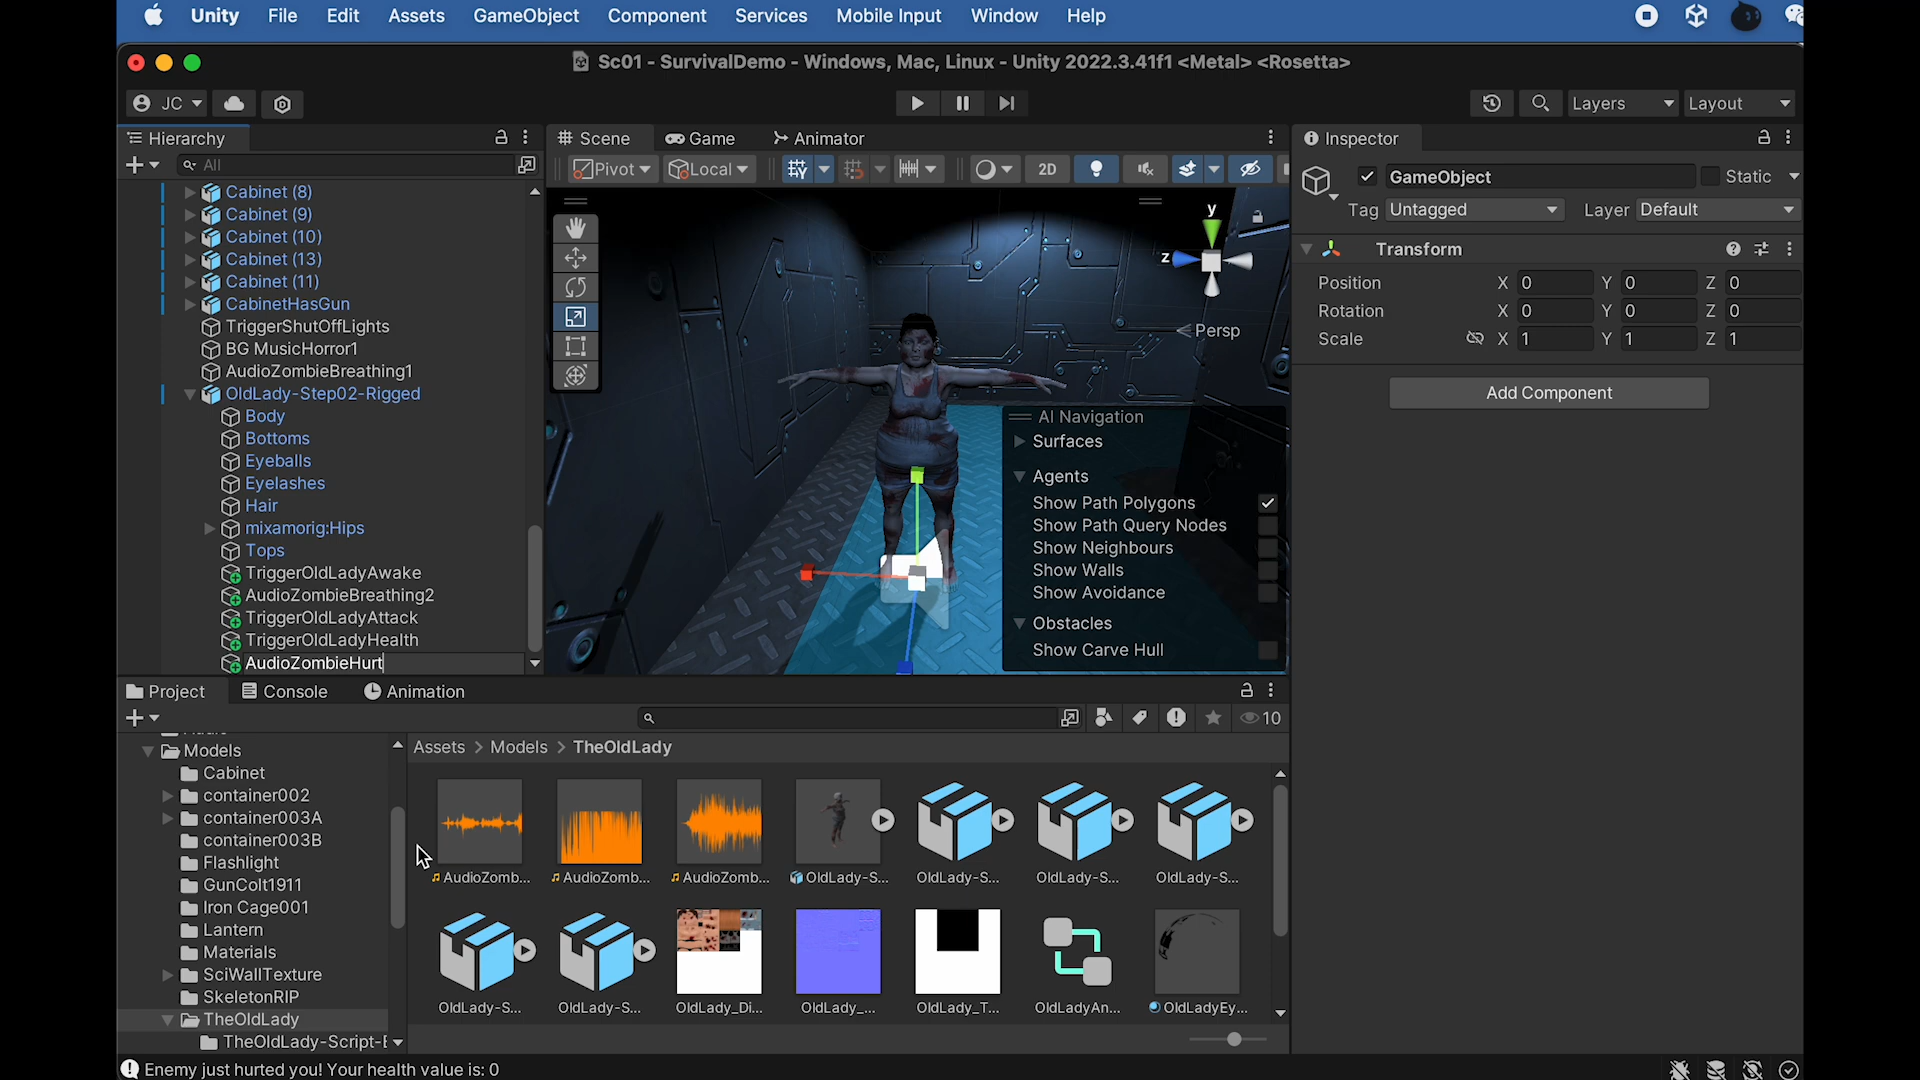 Unity File Edit Assets GameObject Component Services Mobile Input Window Help
Sc01 - SurvivalDemo - Windows, Mac, Linux - Unity 2022.3.41f1 <Metal> <Rosetta>
JC
Layers
Layout
Hierarchy
All
Cabinet (8)
Cabinet (9)
Cabinet (10)
Cabinet (13)
Cabinet (11)
CabinetHasGun
TriggerShutOffLights
BG MusicHorror1
AudioZombieBreathing1
OldLady-Step02-Rigged
Body
Bottoms
Eyeballs
Eyelashes
Hair
mixamorig:Hips
Tops
TriggerOldLadyAwake
AudioZombieBreathing2
TriggerOldLadyAttack
TriggerOldLadyHealth
AudioZombieHurt
Scene Game Animator
Pivot Local 2D
y
z
Persp
AI Navigation
Surfaces
Agents
Show Path Polygons
Show Path Query Nodes
Show Neighbours
Show Walls
Show Avoidance
Obstacles
Show Carve Hull
Inspector
GameObject Static
Tag Untagged Layer Default
Transform
Position X 0 Y 0 Z 0
Rotation X 0 Y 0 Z 0
Scale X 1 Y 1 Z 1
Add Component
Project Console Animation
10
Models
Cabinet
container002
container003A
container003B
Flashlight
GunColt1911
Iron Cage001
Lantern
Materials
SciWallTexture
SkeletonRIP
TheOldLady
TheOldLady-Script-E
Assets > Models > TheOldLady
AudioZomb... AudioZomb... AudioZomb... OldLady-S... OldLady-S... OldLady-S... OldLady-S...
OldLady-S... OldLady-S... OldLady_Di... OldLady_... OldLady_T... OldLadyAn... OldLadyEy...
Enemy just hurted you! Your health value is: 0